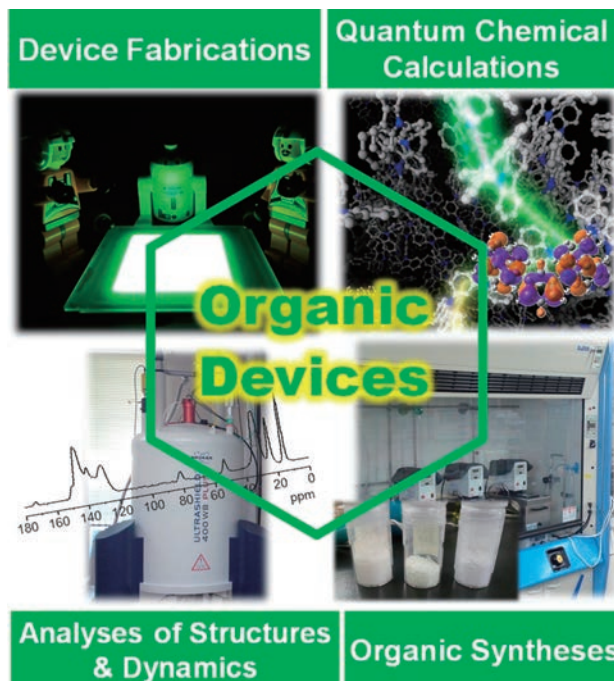 Device Fabrications
Quantum Chemical
Calculations
Organic
Devices
180 160 140 120 100 80 60 40 20 0
ppm
ULTRASHIELD
400WB PLUS
Analyses of Structures
& Dynamics
Organic Syntheses